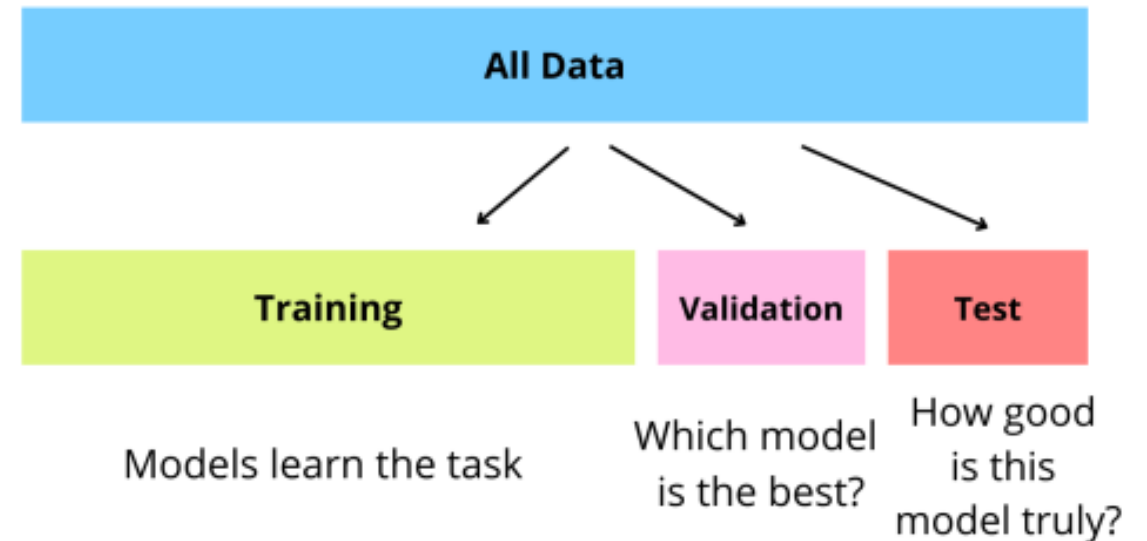 All Data
Training
Validation
Test
Models learn the task
Which model
is the best?
How good
is this
model truly?